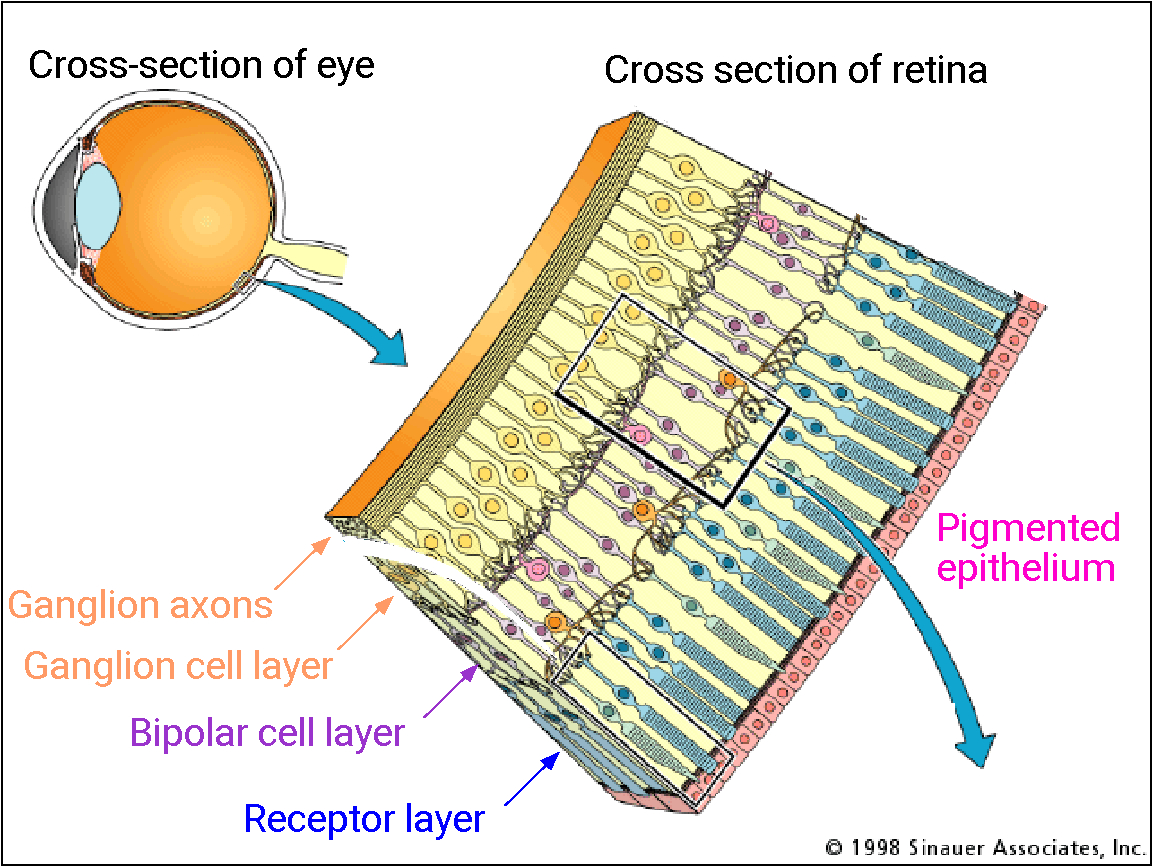 Cross-section of eye
Cross section of retina
Pigmented
epithelium
Ganglion axons
Ganglion cell layer
Bipolar cell layer
Receptor layer
© 1998 Sinauer Associates, Inc.